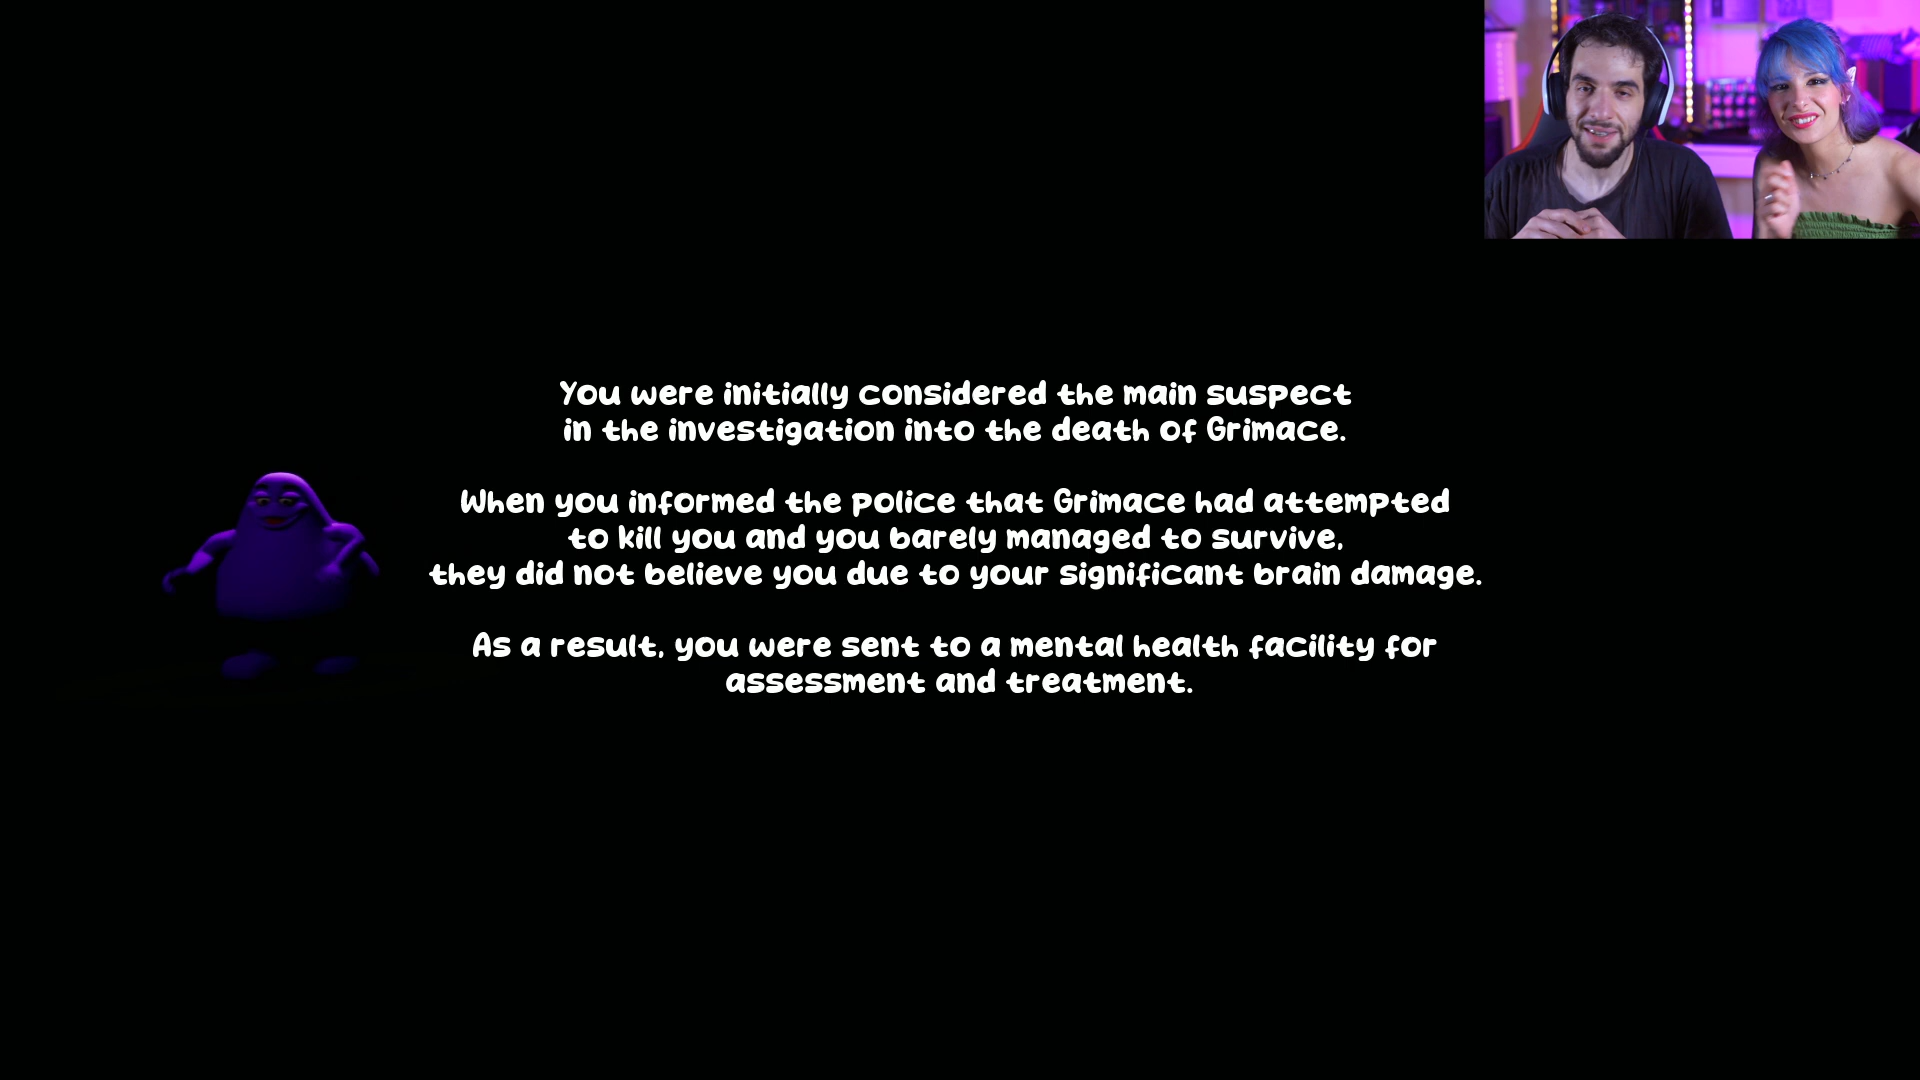 You were initially considered the main suspect
in the investigation into the death of Grimace.
When you informed the police that Grimace had attempted
to kill you and you barely managed to survive,
they did not believe you due to your significant brain damage.
As a result, you were sent to a mental health facility for
assessment and treatment.